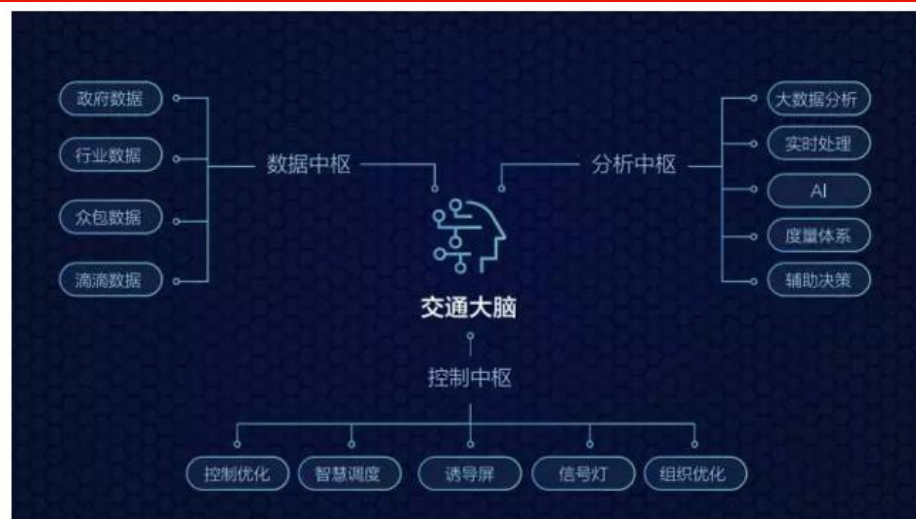 政府数据
行业数据
众包数据
滴滴数据
数据中枢
分析中枢
大数据分析
实时处理
AI
度量体系
辅助决策
交通大脑
控制中枢
控制优化
智慧调度
诱导屏
信号灯
组织优化